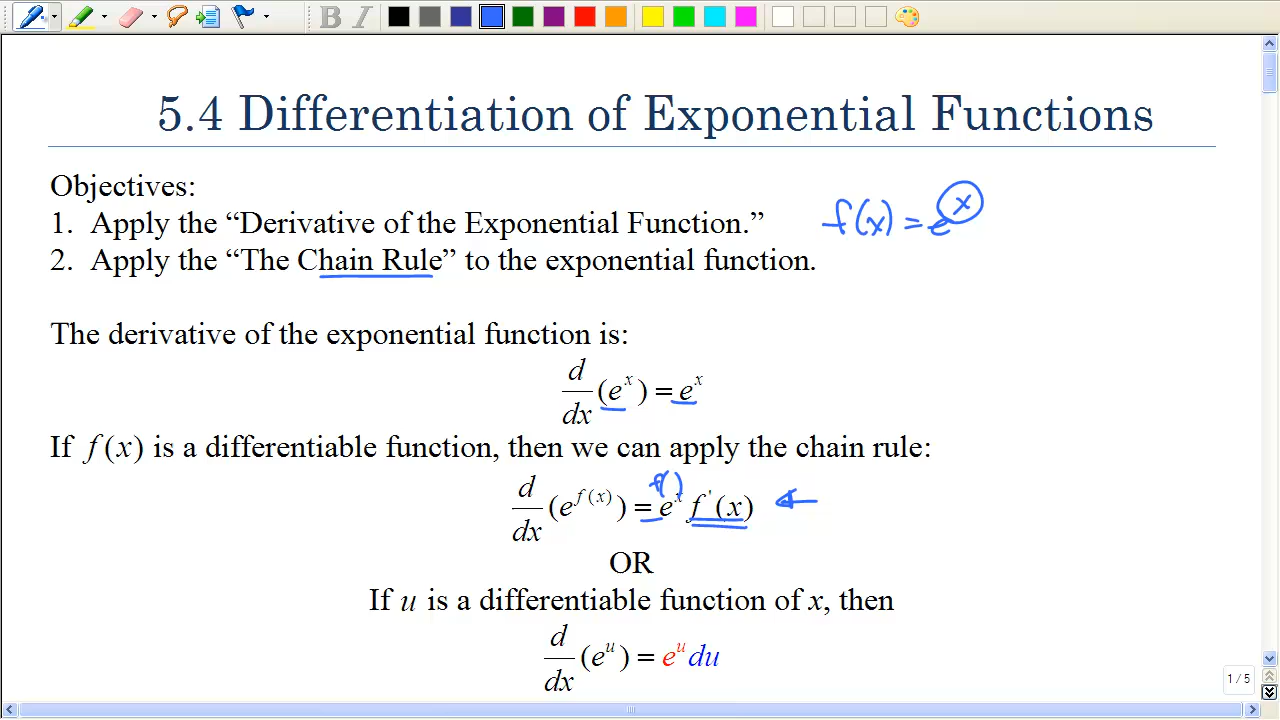 B I
5.4 Differentiation of Exponential Functions
Objectives:
1. Apply the “Derivative of the Exponential Function.”
f(x) = e^x
2. Apply the “The Chain Rule” to the exponential function.
The derivative of the exponential function is:
d/dx (e^x) = e^x
If f(x) is a differentiable function, then we can apply the chain rule:
f( )
d/dx (e^f(x)) = e^x f'(x)
OR
If u is a differentiable function of x, then
d/dx (e^u) = e^u du
1 / 5